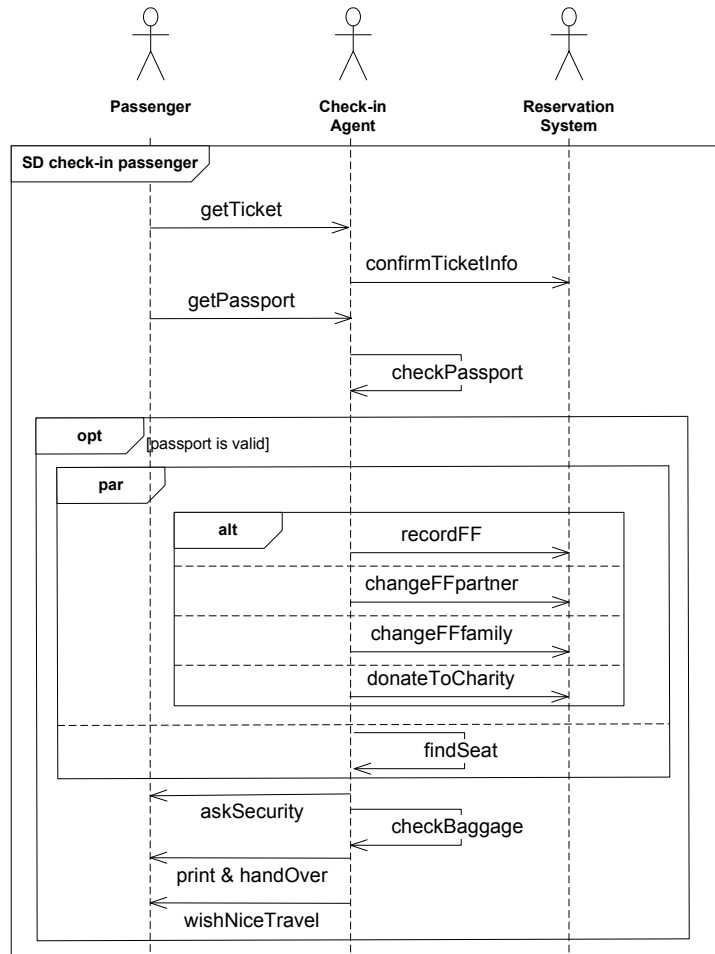 Passenger
Check-in
Agent
Reservation
System
SD check-in passenger
getTicket
confirmTicketInfo
getPassport
checkPassport
opt
[passport is valid]
par
alt
recordFF
changeFFpartner
changeFFfamily
donateToCharity
findSeat
askSecurity
checkBaggage
print & handOver
wishNiceTravel